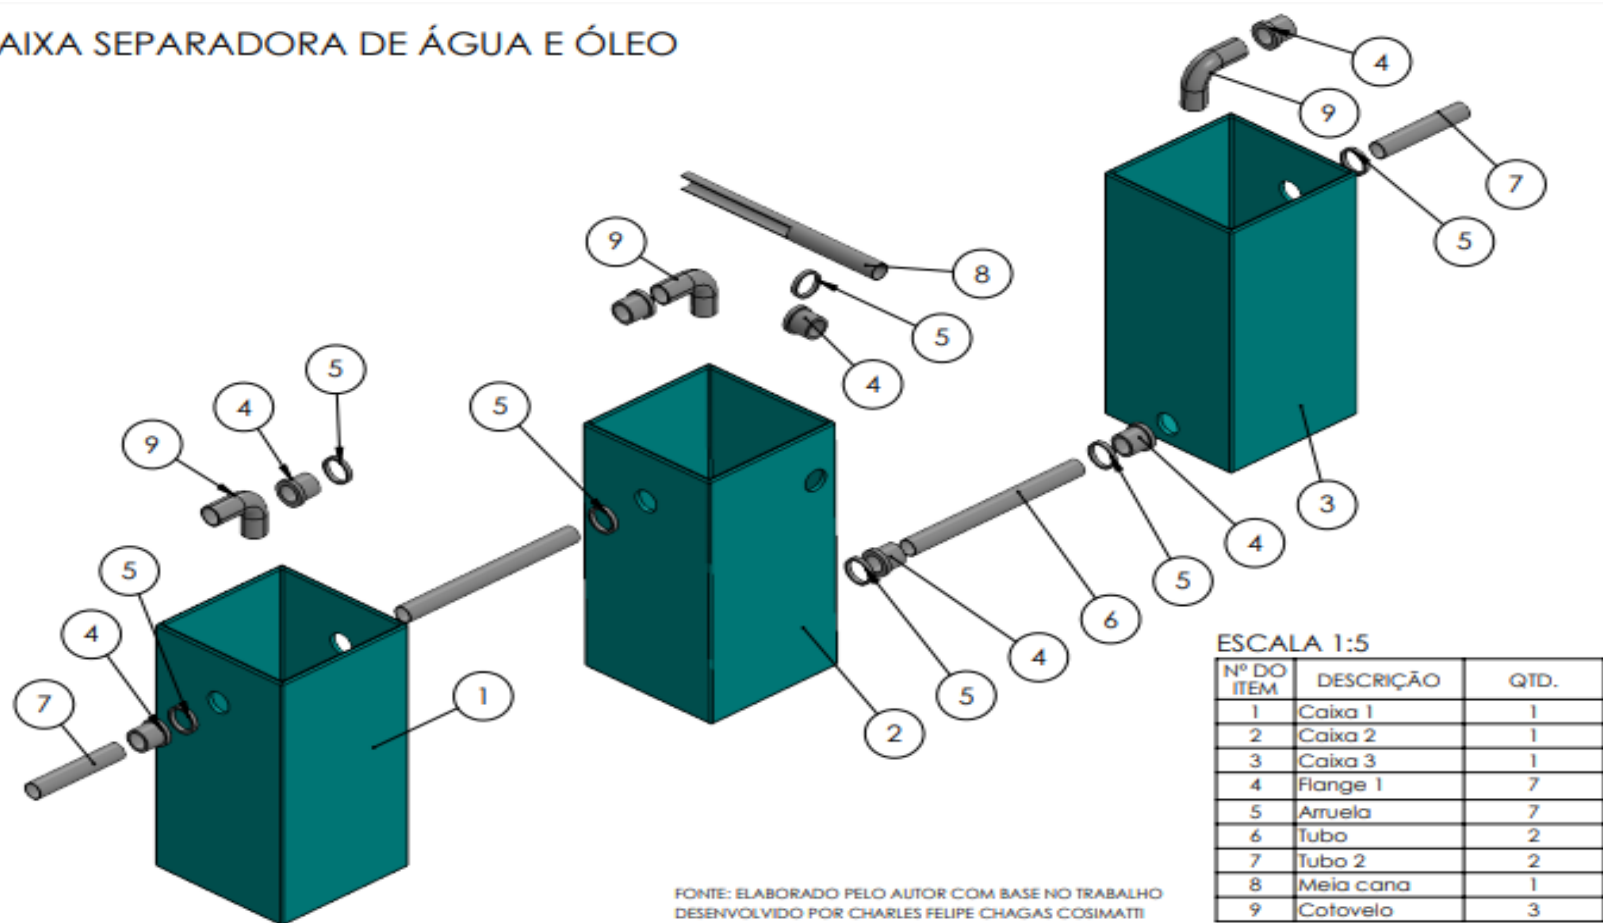 AIXA SEPARADORA DE ÁGUA E ÓLEO
4
9
7
5
9
8
5
4
5
4
9
5
5
4
7
1
3
4
5
6
4
5
2
ESCALA 1:5
Nº DO ITEM DESCRIÇÃO QTD.
1 Caixa 1 1
2 Caixa 2 1
3 Caixa 3 1
4 Flange 1 7
5 Arruela 7
6 Tubo 2
7 Tubo 2 2
8 Meia cana 1
9 Cotovelo 3
FONTE: ELABORADO PELO AUTOR COM BASE NO TRABALHO
DESENVOLVIDO POR CHARLES FELIPE CHAGAS COSIMATTI